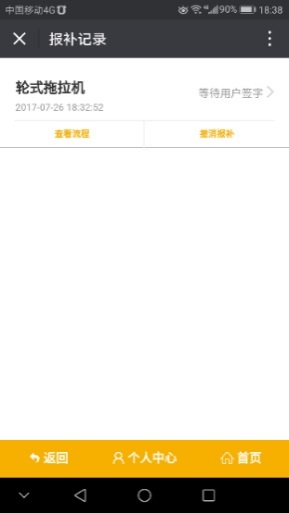 中国移动4G 90% 18:38
报补记录
轮式拖拉机
等待用户签字
2017-07-26 18:32:52
查看流程 撤消报补
返回 个人中心 首页